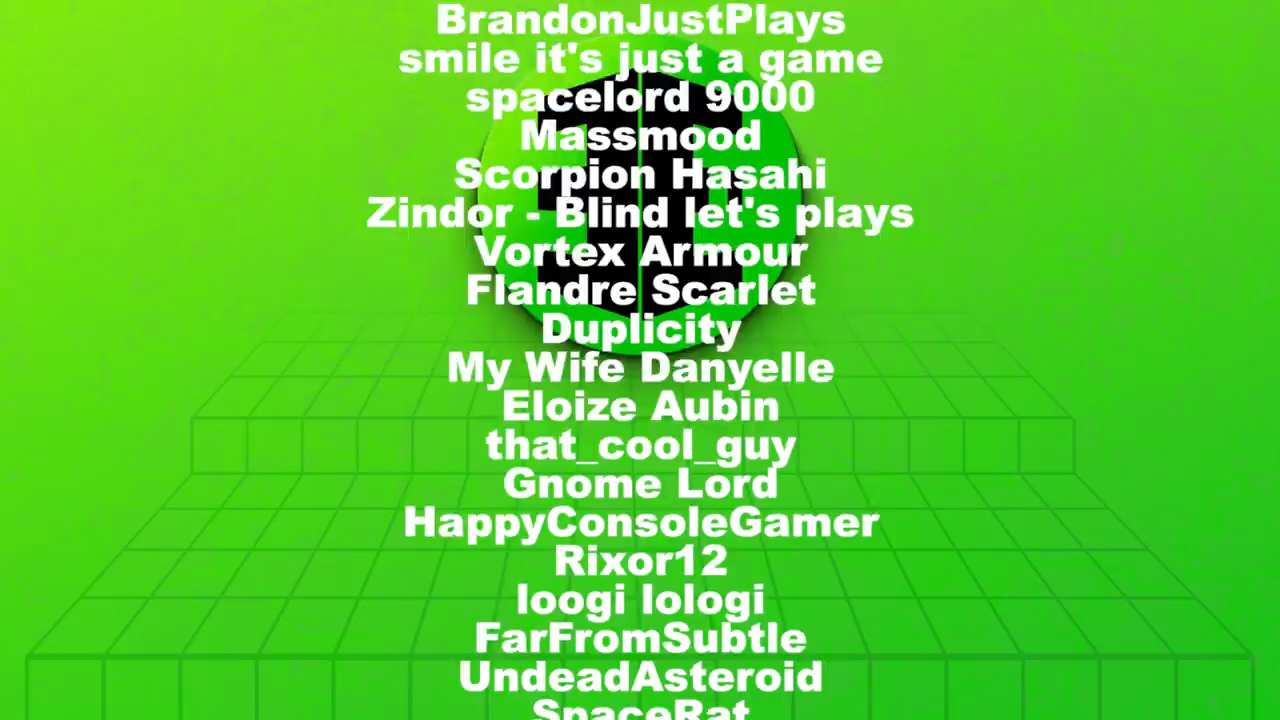 BrandonJustPlays
smile it's just a game
spacelord 9000
Massmood
Scorpion Hasahi
Zindor - Blind let's plays
Vortex Armour
Flandre Scarlet
Duplicity
My Wife Danyelle
Eloize Aubin
that_cool_guy
Gnome Lord
HappyConsoleGamer
Rixor12
loogi lologi
FarFromSubtle
UndeadAsteroid
SpaceRat